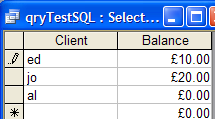 qryTestSQL : Select...
Client Balance
ed £10.00
jo £20.00
al £0.00
£0.00